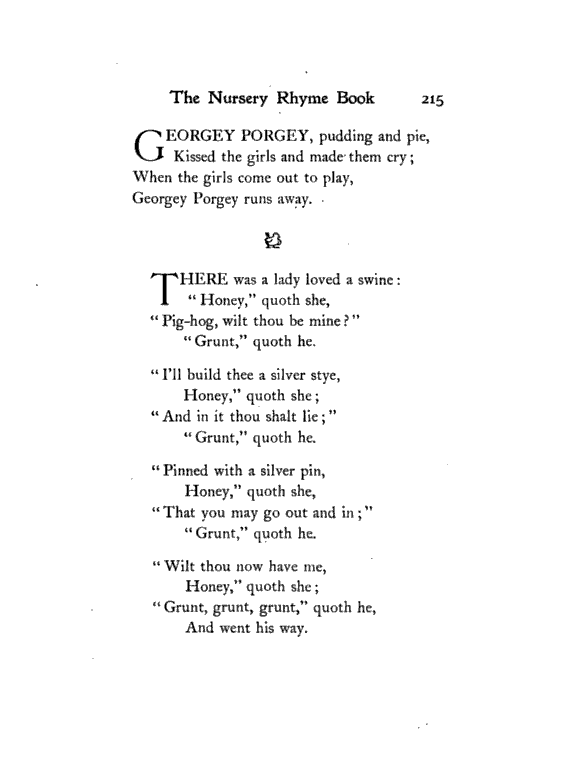 The Nursery Rhyme Book 215
GEORGEY PORGEY, pudding and pie,
Kissed the girls and made them cry;
When the girls come out to play,
Georgey Porgey runs away.
THERE was a lady loved a swine:
"Honey," quoth she,
"Pig-hog, wilt thou be mine?"
"Grunt," quoth he.
"I'll build thee a silver stye,
Honey," quoth she;
"And in it thou shalt lie;"
"Grunt," quoth he.
"Pinned with a silver pin,
Honey," quoth she,
"That you may go out and in;"
"Grunt," quoth he.
"Wilt thou now have me,
Honey," quoth she;
"Grunt, grunt, grunt," quoth he,
And went his way.